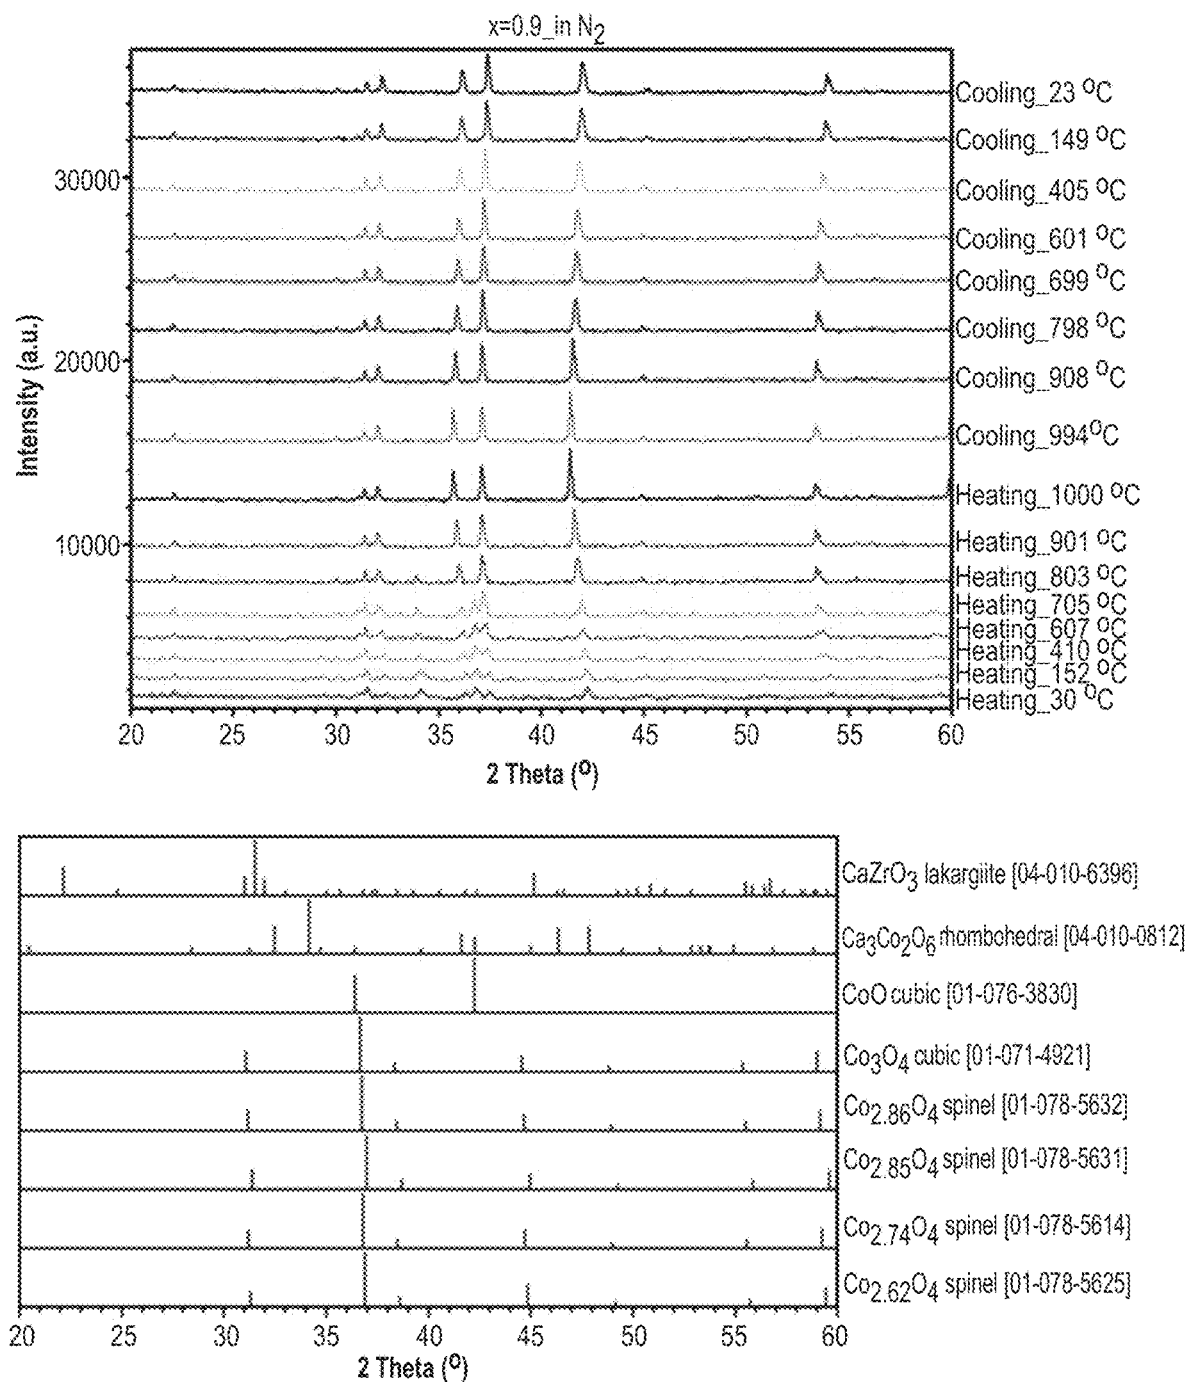 x=0.9_in N2
Cooling_23 °C
Cooling_149 °C
30000
Cooling_405 °C
Cooling_601 °C
Cooling_699 °C
Cooling_798 °C
20000
Cooling_908 °C
Cooling_994°C
Heating_1000 °C
Heating_901 °C
10000
Heating_803 °C
Heating_705 °C
Heating_607 °C
Heating_410 °C
Heating_152 °C
Heating_30 °C
Intensity (a.u.)
20 25 30 35 40 45 50 55 60
2 Theta (°)
CaZrO3 lakargiite [04-010-6396]
Ca3Co2O6 rhombohedral [04-010-0812]
CoO cubic [01-076-3830]
Co3O4 cubic [01-071-4921]
Co2.86O4 spinel [01-078-5632]
Co2.85O4 spinel [01-078-5631]
Co2.74O4 spinel [01-078-5614]
Co2.62O4 spinel [01-078-5625]
20 25 30 35 40 45 50 55 60
2 Theta (°)